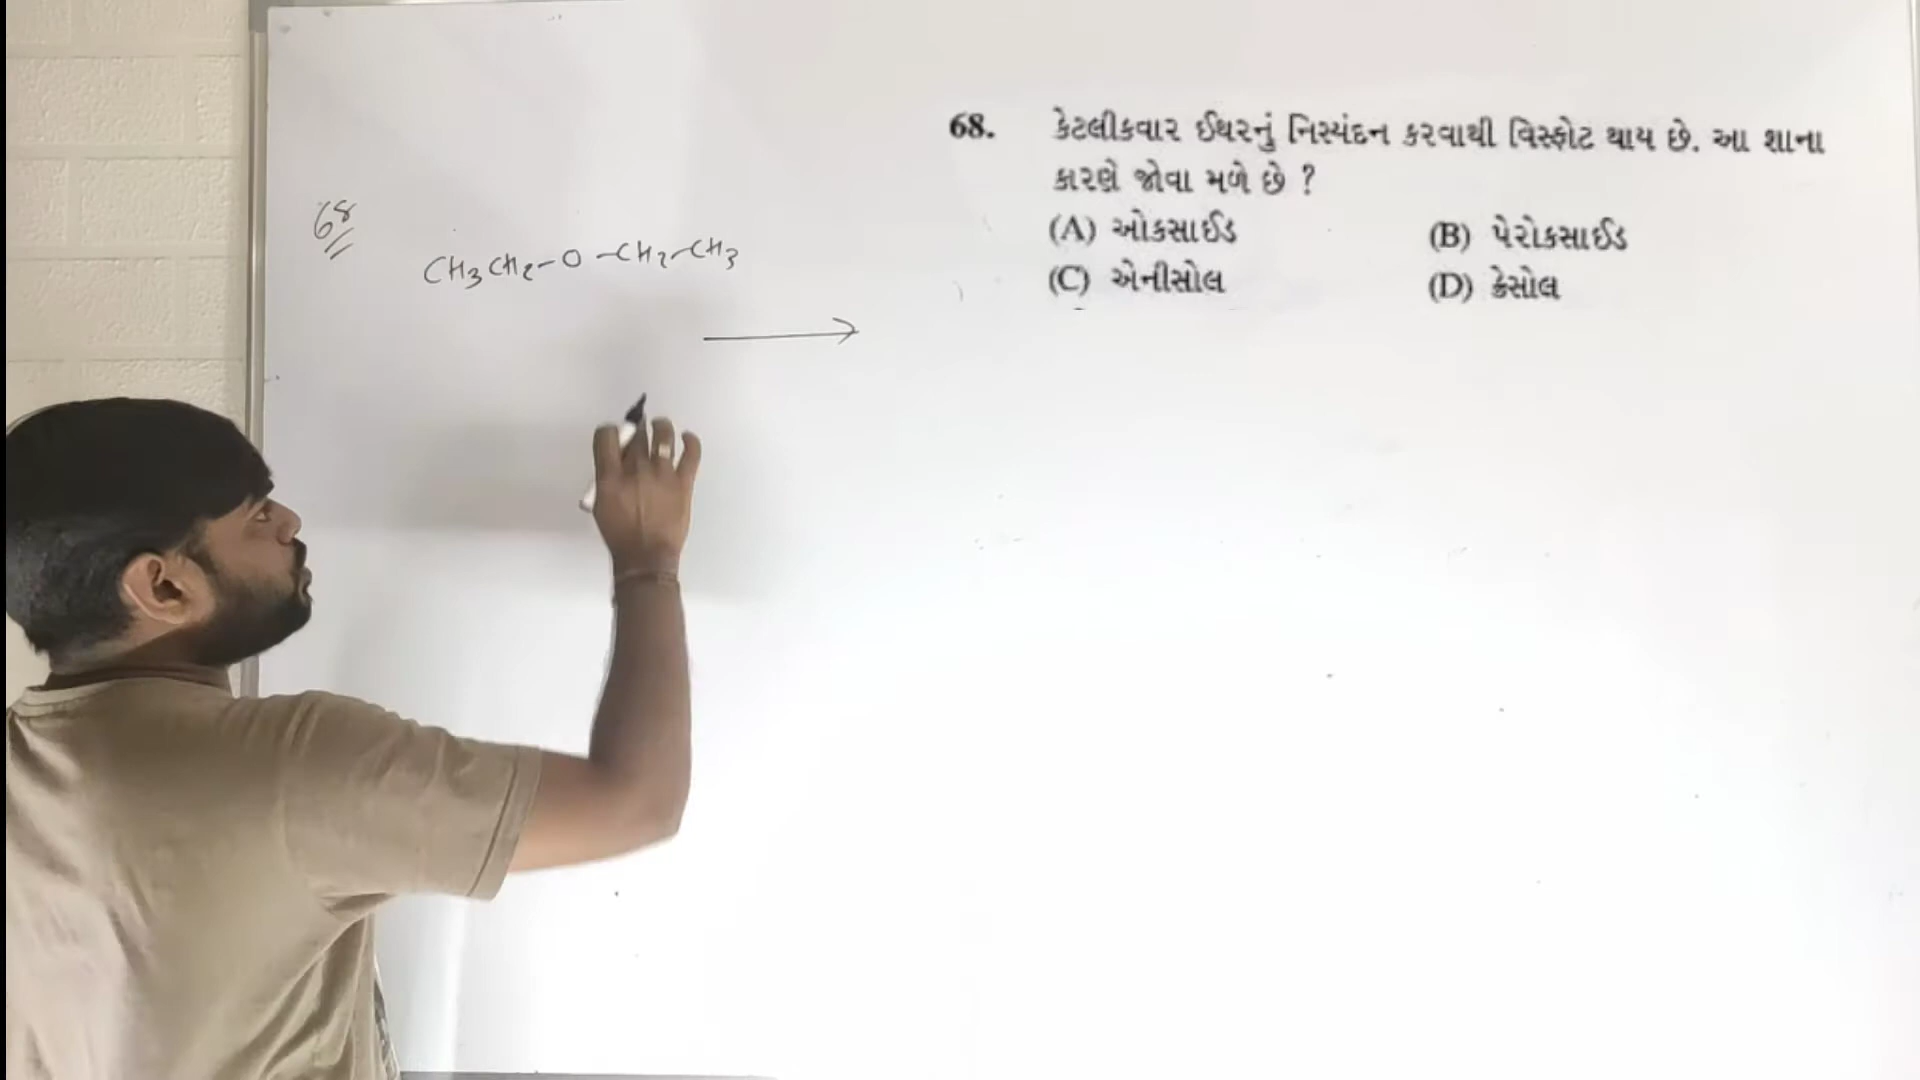 68. કેટલીકવાર ઈથરનું નિસ્યંદન કરવાથી વિસ્ફોટ થાય છે. આ શાના
કારણે જોવા મળે છે ?
(A) ઓકસાઈડ (B) પેરોકસાઈડ
(C) એનીસોલ (D) ક્રેસોલ
68
CH3CH2-O-CH2-CH3